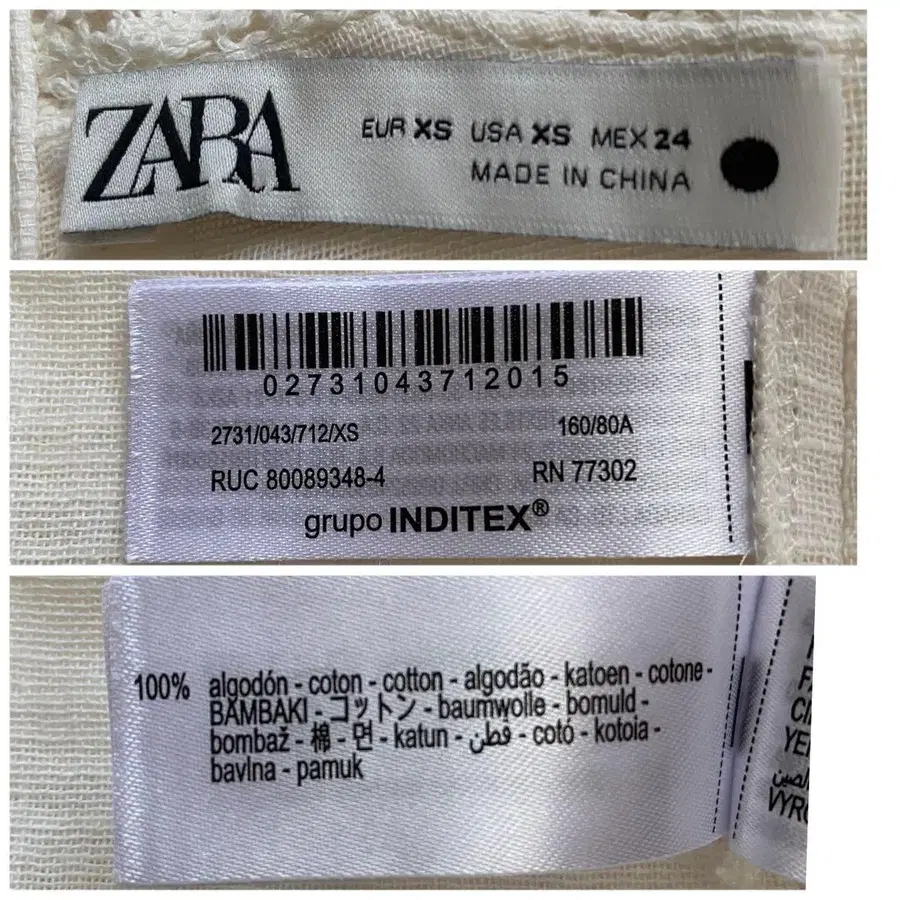 ZARA
EUR XS USA XS MEX 24
MADE IN CHINA
02731043712015
2731/043/712/XS 160/80A
RUC 80089348-4 RN 77302
grupo INDITEX®
100% algodón - coton - cotton - algodão - katoen - cotone -
BAMBAKI - コットン - baumwolle - bomuld -
bombaž - 棉 - 면 - katun - قطن - cotó - kotoia -
bavlna - pamuk
الصين